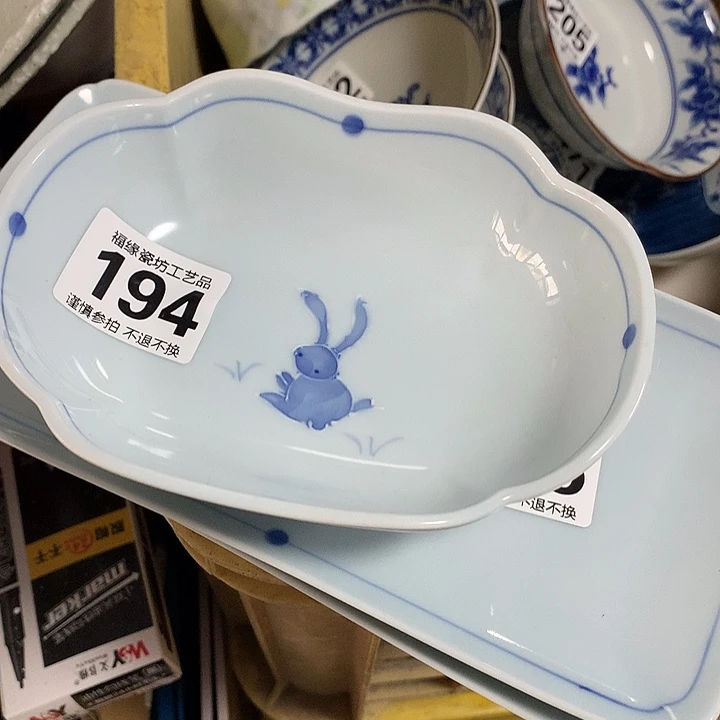 福缘瓷坊工艺品
194
谨慎参拍 不退不换
205
不退不换
marker
W&Y